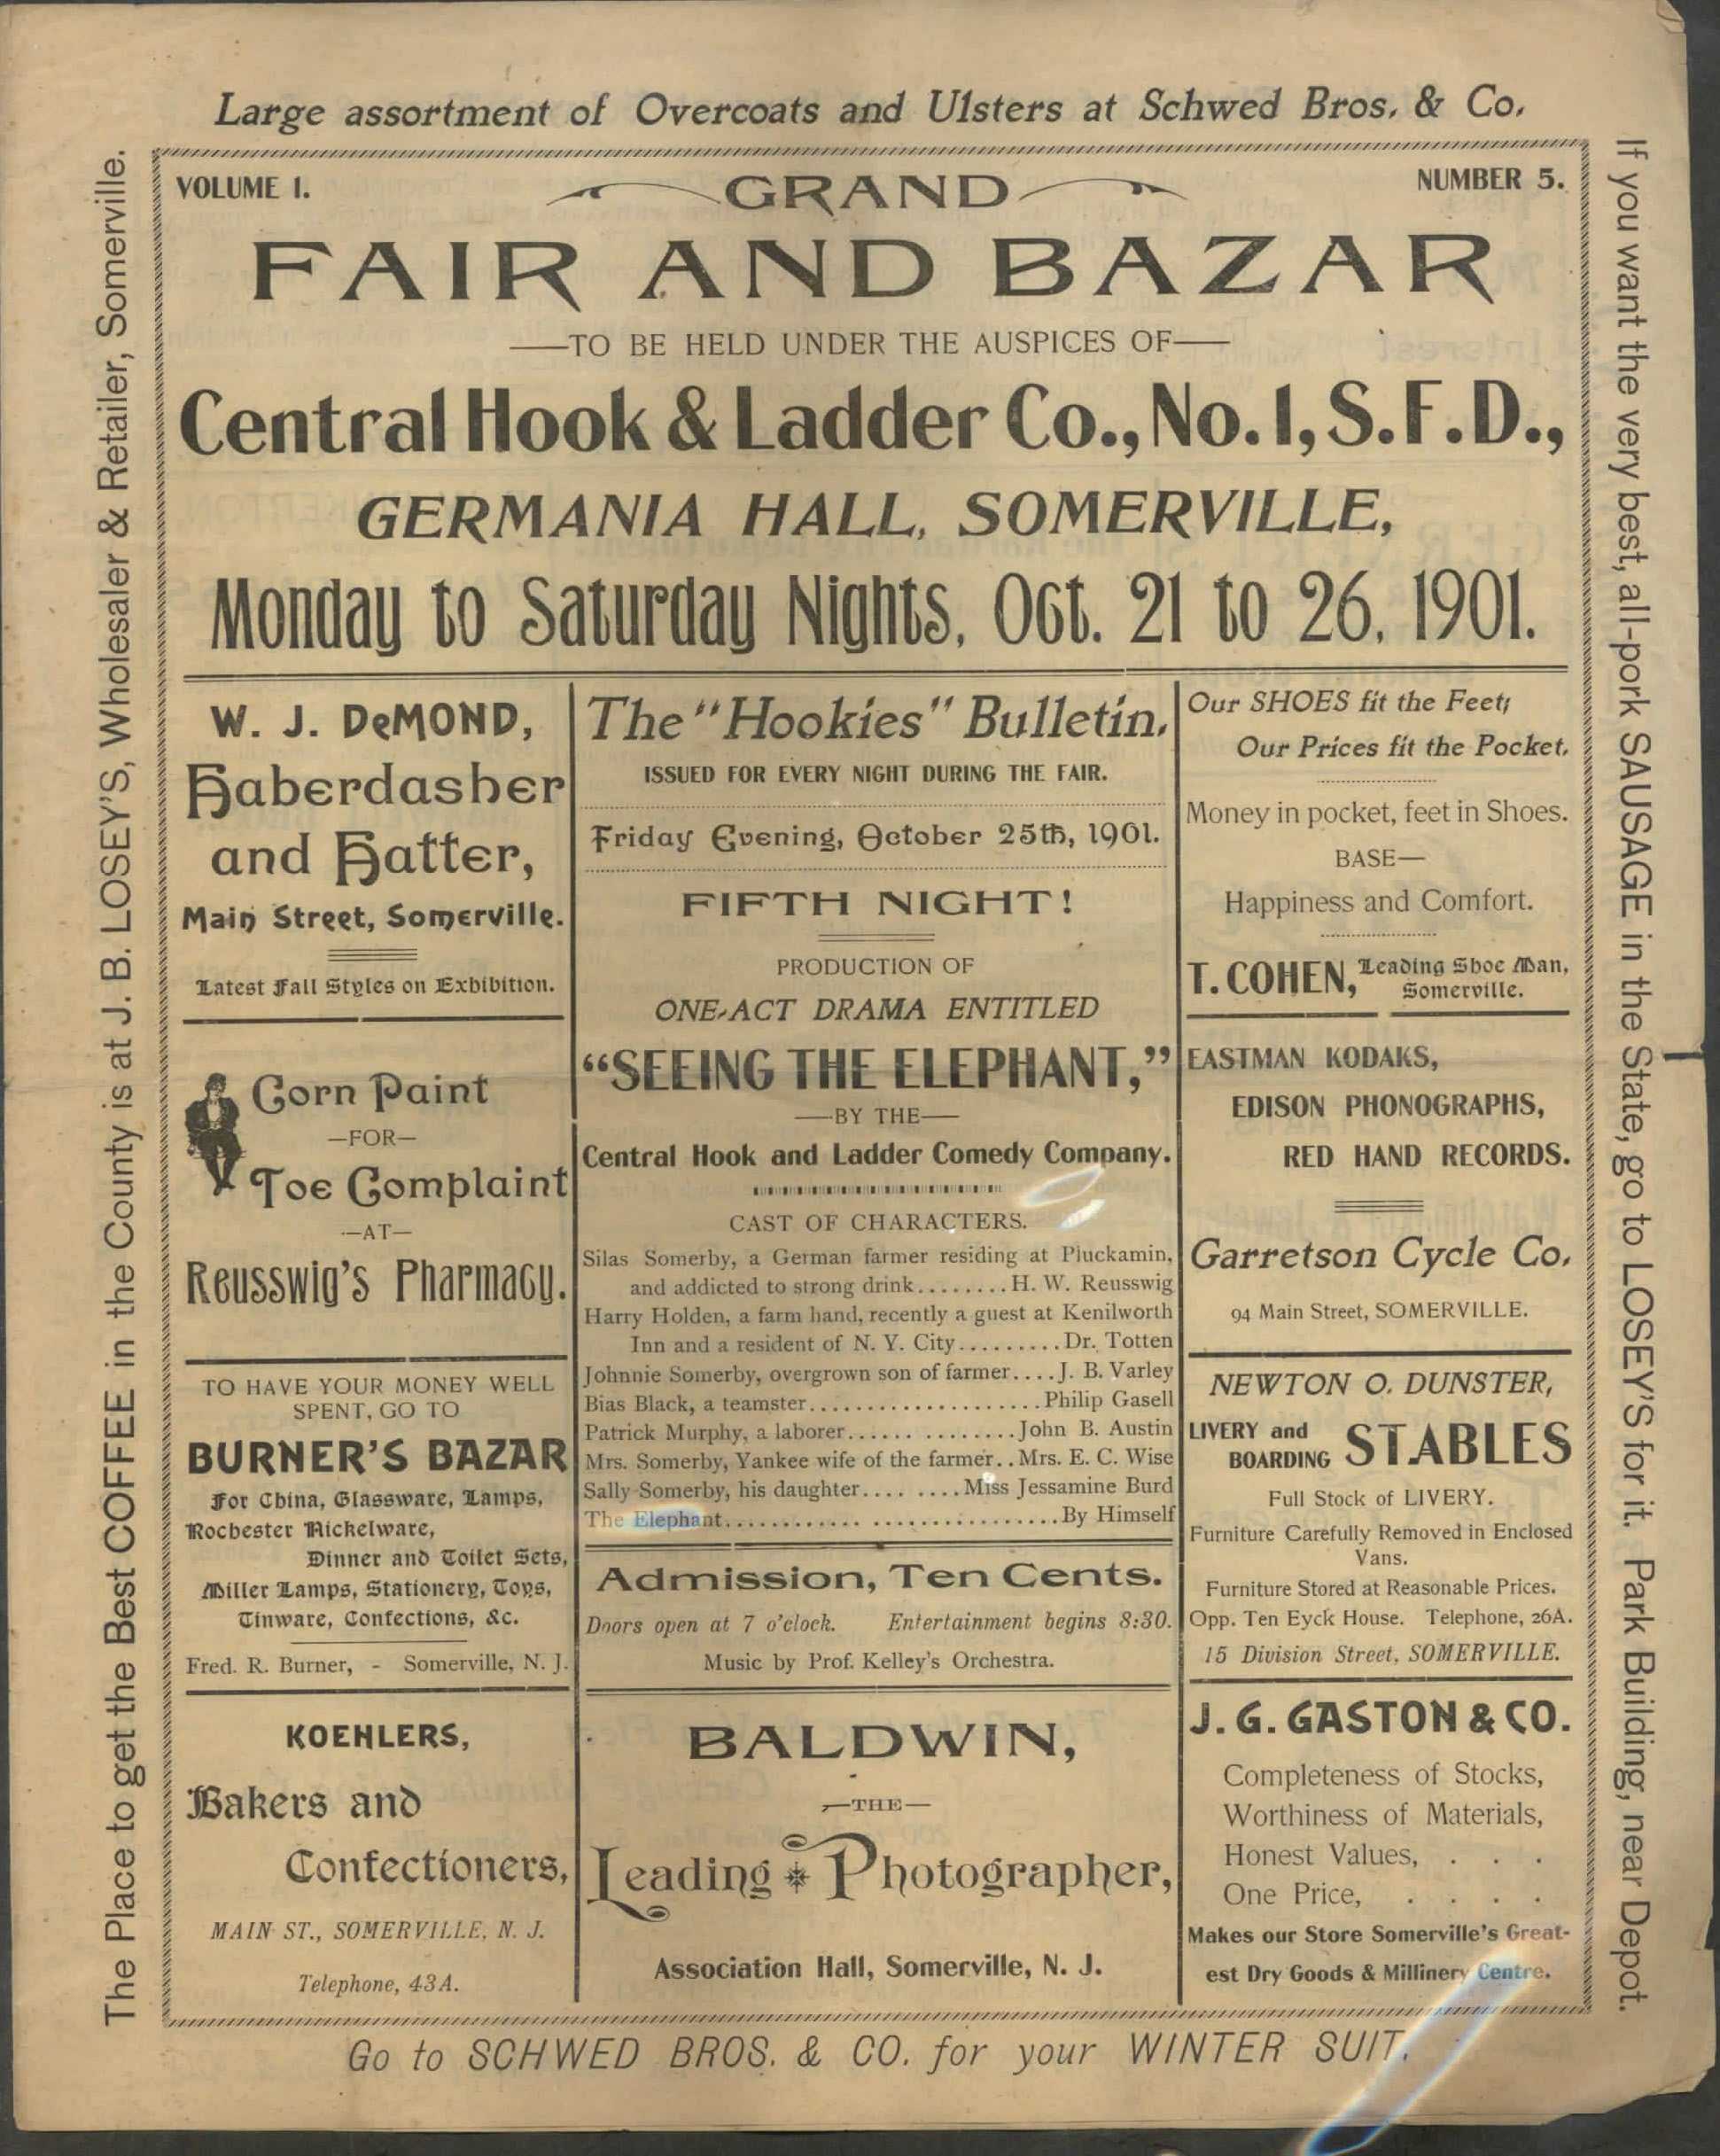 Large assortment of Overcoats and Ulsters at Schwed Bros. & Co.
The Place to get the Best COFFEE in the County is at J. B. LOSEY'S, Wholesaler & Retailer, Somerville.
If you want the very best, all-pork SAUSAGE in the State, go to LOSEY'S for it. Park Building, near Depot.
VOLUME 1.
GRAND
NUMBER 5.
FAIR AND BAZAR
—TO BE HELD UNDER THE AUSPICES OF—
Central Hook & Ladder Co., No. 1, S.F.D.,
GERMANIA HALL, SOMERVILLE,
Monday to Saturday Nights, Oct. 21 to 26, 1901.
W. J. DeMOND,
Haberdasher
and Hatter,
Main Street, Somerville.
Latest Fall Styles on Exhibition.
Corn Paint
—FOR—
Toe Complaint
—AT—
Reusswig's Pharmacy.
TO HAVE YOUR MONEY WELL
SPENT, GO TO
BURNER'S BAZAR
For China, Glassware, Lamps,
Rochester Nickelware,
Dinner and Toilet Sets,
Miller Lamps, Stationery, Toys,
Tinware, Confections, &c.
Fred. R. Burner, - Somerville, N. J.
KOEHLERS,
Bakers and
Confectioners,
MAIN ST., SOMERVILLE, N. J.
Telephone, 43A.
The "Hookies" Bulletin.
ISSUED FOR EVERY NIGHT DURING THE FAIR.
Friday Evening, October 25th, 1901.
FIFTH NIGHT!
PRODUCTION OF
ONE-ACT DRAMA ENTITLED
"SEEING THE ELEPHANT,"
—BY THE—
Central Hook and Ladder Comedy Company.
CAST OF CHARACTERS.
Silas Somerby, a German farmer residing at Pluckamin,
and addicted to strong drink........H. W. Reusswig
Harry Holden, a farm hand, recently a guest at Kenilworth
Inn and a resident of N. Y. City.........Dr. Totten
Johnnie Somerby, overgrown son of farmer....J. B. Varley
Bias Black, a teamster.....................Philip Gasell
Patrick Murphy, a laborer...... ..............John B. Austin
Mrs. Somerby, Yankee wife of the farmer..Mrs. E. C. Wise
Sally Somerby, his daughter.... ........Miss Jessamine Burd
The Elephant............ ................................By Himself
Admission, Ten Cents.
Doors open at 7 o'clock. Entertainment begins 8:30.
Music by Prof. Kelley's Orchestra.
BALDWIN,
—THE—
Leading Photographer,
Association Hall, Somerville, N. J.
Our SHOES fit the Feet;
Our Prices fit the Pocket.
Money in pocket, feet in Shoes.
BASE—
Happiness and Comfort.
T. COHEN, Leading Shoe Man,
Somerville.
EASTMAN KODAKS,
EDISON PHONOGRAPHS,
RED HAND RECORDS.
Garretson Cycle Co.
94 Main Street, SOMERVILLE.
NEWTON O. DUNSTER,
LIVERY and
BOARDING STABLES
Full Stock of LIVERY.
Furniture Carefully Removed in Enclosed
Vans.
Furniture Stored at Reasonable Prices.
Opp. Ten Eyck House. Telephone, 26A.
15 Division Street, SOMERVILLE.
J. G. GASTON & CO.
Completeness of Stocks,
Worthiness of Materials,
Honest Values, . . .
One Price, . . . .
Makes our Store Somerville's Great-
est Dry Goods & Millinery Centre.
Go to SCHWED BROS. & CO. for your WINTER SUIT.